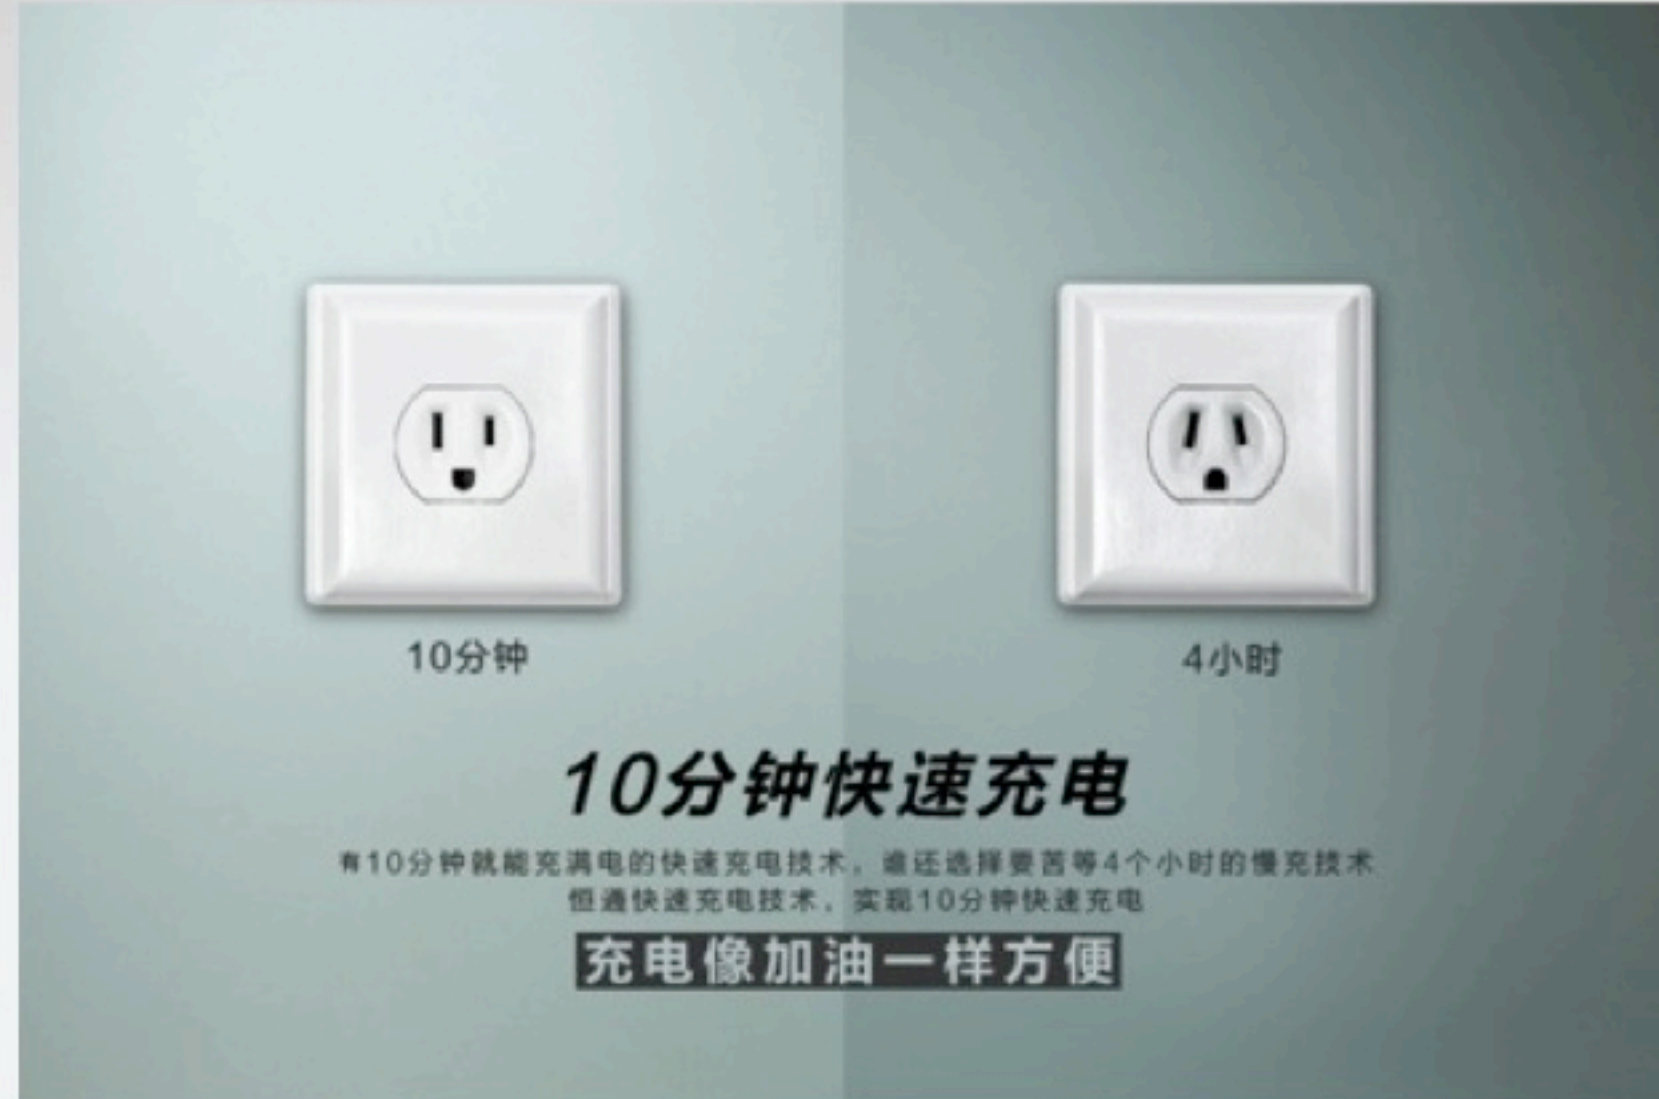 10分钟
4小时
10分钟快速充电
有10分钟就能充满电的快速充电技术，谁还选择要苦等4个小时的慢充技术
恒通快速充电技术，实现10分钟快速充电
充电像加油一样方便